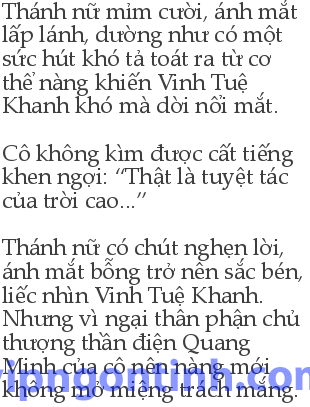 Thánh nữ mỉm cười, ánh mắt
lấp lánh, dường như có một
sức hút khó tả toát ra từ cơ
thể nàng khiến Vinh Tuệ
Khanh khó mà dời nổi mắt.
Cô không kìm được cất tiếng
khen ngợi: “Thật là tuyệt tác
của trời cao...”
Thánh nữ có chút nghẹn lời,
ánh mắt bỗng trở nên sắc bén,
liếc nhìn Vinh Tuệ Khanh.
Nhưng vì ngại thân phận chủ
thượng thần điện Quang
Minh của cô nên nàng mới
không mở miệng trách mắng.
vipngontinh.com